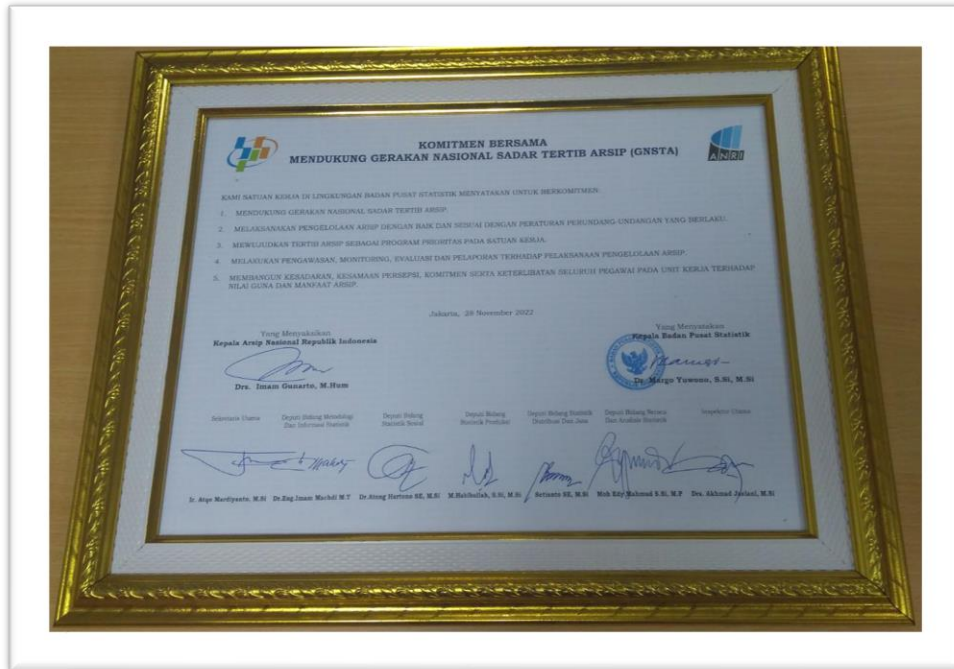 KOMITMEN BERSAMA
MENDUKUNG GERAKAN NASIONAL SADAR TERTIB ARSIP (GNSTA)
ANRI
KAMI SATUAN KERJA DI LINGKUNGAN BADAN PUSAT STATISTIK MENYATAKAN UNTUK BERKOMITMEN:
1. MENDUKUNG GERAKAN NASIONAL SADAR TERTIB ARSIP.
2. MELAKSANAKAN PENGELOLAAN ARSIP DENGAN BAIK DAN SESUAI DENGAN PERATURAN PERUNDANG-UNDANGAN YANG BERLAKU.
3. MEWUJUDKAN TERTIB ARSIP SEBAGAI PROGRAM PRIORITAS PADA SATUAN KERJA.
4. MELAKUKAN PENGAWASAN, MONITORING, EVALUASI DAN PELAPORAN TERHADAP PELAKSANAAN PENGELOLAAN ARSIP.
5. MEMBANGUN KESADARAN, KESAMAAN PERSEPSI, KOMITMEN SERTA KETERLIBATAN SELURUH PEGAWAI PADA UNIT KERJA TERHADAP
NILAI GUNA DAN MANFAAT ARSIP.
Jakarta, 28 November 2022
Yang Menyaksikan
Kepala Arsip Nasional Republik Indonesia
Drs. Imam Gunarto, M.Hum
Yang Menyatakan
Kepala Badan Pusat Statistik
Dr. Margo Yuwono, S.Si, M.Si
Sekretaris Utama
Deputi Bidang Metodologi
Dan Informasi Statistik
Deputi Bidang
Statistik Sosial
Deputi Bidang
Statistik Produksi
Deputi Bidang Statistik
Distribusi Dan Jasa
Deputi Bidang Neraca
Dan Analisis Statistik
Inspektur Utama
Ir. Atqo Mardiyanto, M.Si
Dr.Eng Imam Machdi M.T
Dr.Ateng Hartono SE, M.Si
M.Habibullah, S.Si, M.Si
Setianto SE, M.Si
Moh Edy Mahmud S.Si, M.P
Drs. Akhmad Jaelani, M.Si